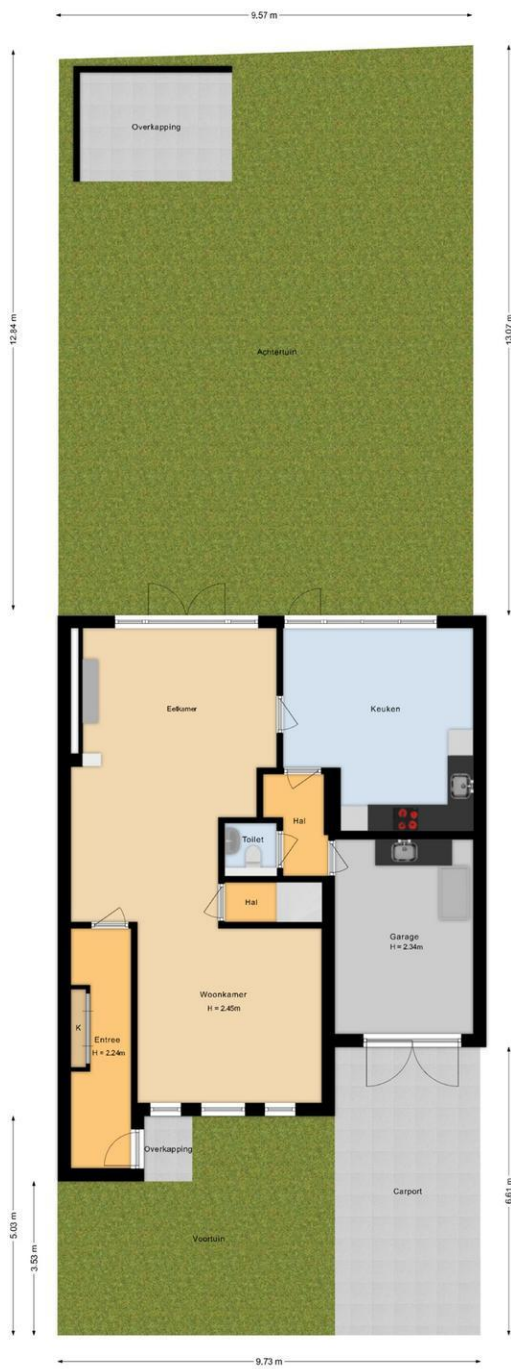 9.57 m
Overkapping
12.84 m
13.07 m
Achtertuin
Eetkamer
Keuken
Hal
Toilet
Hal
Garage
H = 2.34m
Woonkamer
H = 2.45m
K
Entree
H = 2.24m
Overkapping
Carport
Voortuin
5.03 m
3.53 m
6.61 m
9.73 m